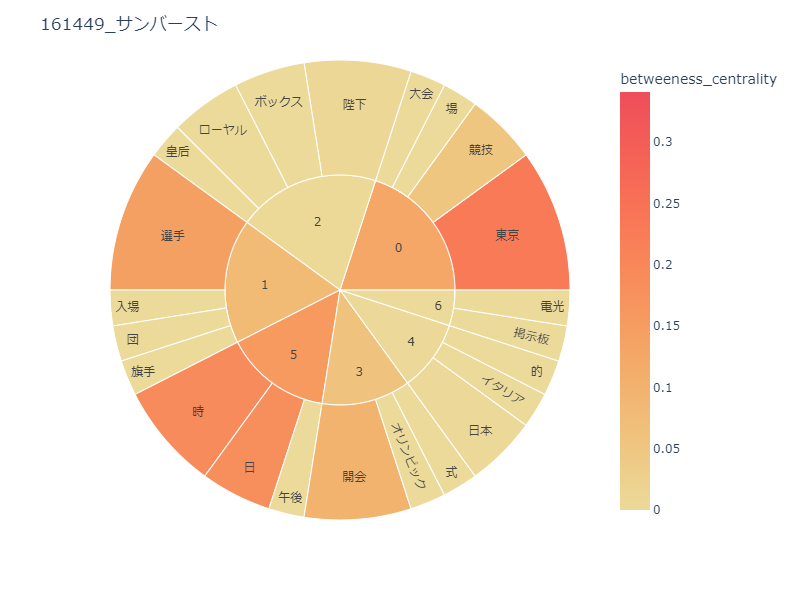 161449_サンバースト
betweeness_centrality
0.3
0.25
0.2
0.15
0.1
0.05
0
0
東京
競技
場
大会
2
陛下
ボックス
ローヤル
皇后
1
選手
入場
団
旗手
5
時
日
午後
3
開会
オリンピック
式
4
日本
イタリア
的
掲示板
6
電光